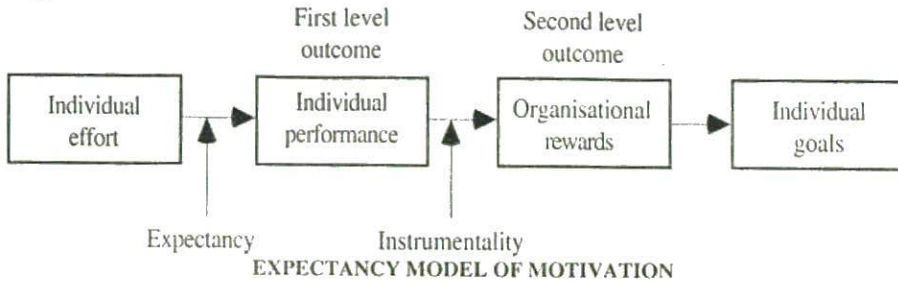 First level
outcome
Second level
outcome
Individual
effort
Individual
performance
Organisational
rewards
Individual
goals
Expectancy
Instrumentality
EXPECTANCY MODEL OF MOTIVATION